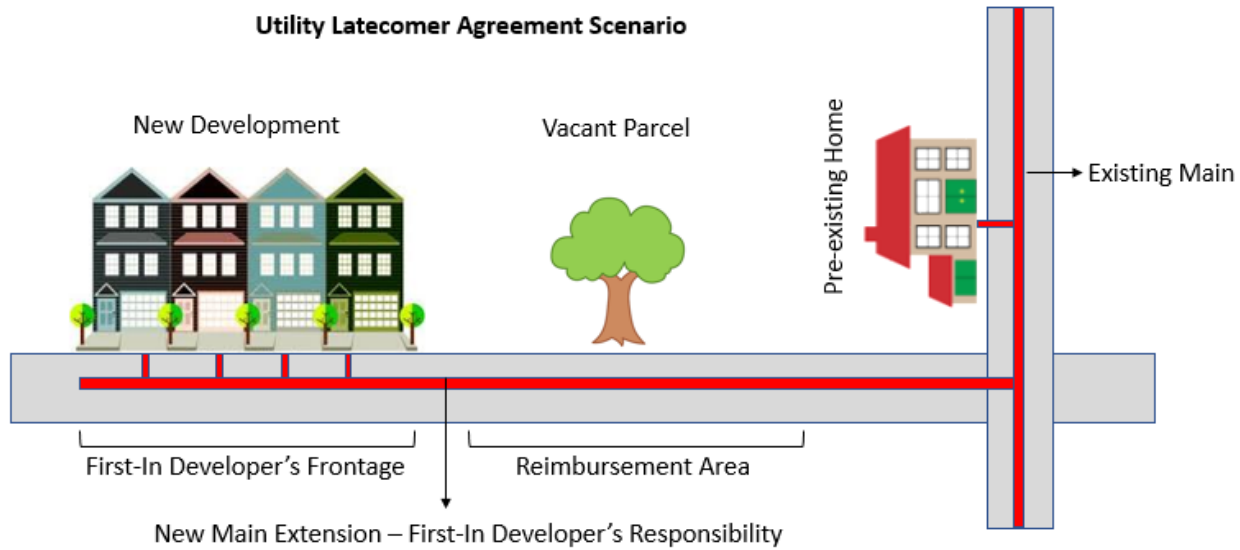 Utility Latecomer Agreement Scenario
New Development
Vacant Parcel
Pre-existing Home
Existing Main
First-In Developer’s Frontage
Reimbursement Area
New Main Extension – First-In Developer’s Responsibility